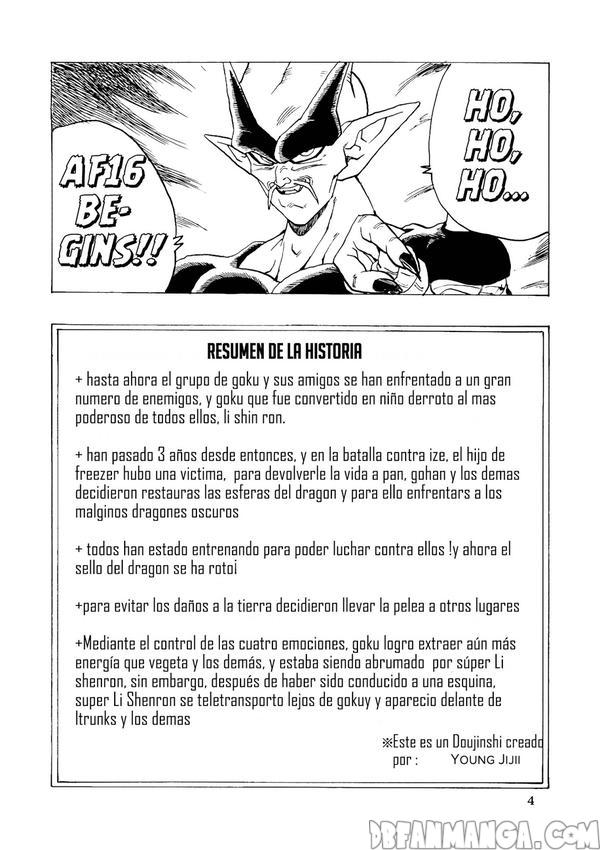 HO,
HO,
HO...
AF16
BE-
GINS!!
RESUMEN DE LA HISTORIA
+ hasta ahora el grupo de goku y sus amigos se han enfrentado a un gran
numero de enemigos, y goku que fue convertido en niño derroto al mas
poderoso de todos ellos, li shin ron.
+ han pasado 3 años desde entonces, y en la batalla contra ize, el hijo de
freezer hubo una victima, para devolverle la vida a pan, gohan y los demas
decidieron restauras las esferas del dragon y para ello enfrentars a los
malginos dragones oscuros
+ todos han estado entrenando para poder luchar contra ellos !y ahora el
sello del dragon se ha roto¡
+para evitar los daños a la tierra decidieron llevar la pelea a otros lugares
+Mediante el control de las cuatro emociones, goku logro extraer aún más
energía que vegeta y los demás, y estaba siendo abrumado por súper Li
shenron, sin embargo, después de haber sido conducido a una esquina,
super Li Shenron se teletransporto lejos de gokuy y aparecio delante de
ltrunks y los demas
※Este es un Doujinshi creado
por : YOUNG JIJII
4
DBFANMANGA.COM